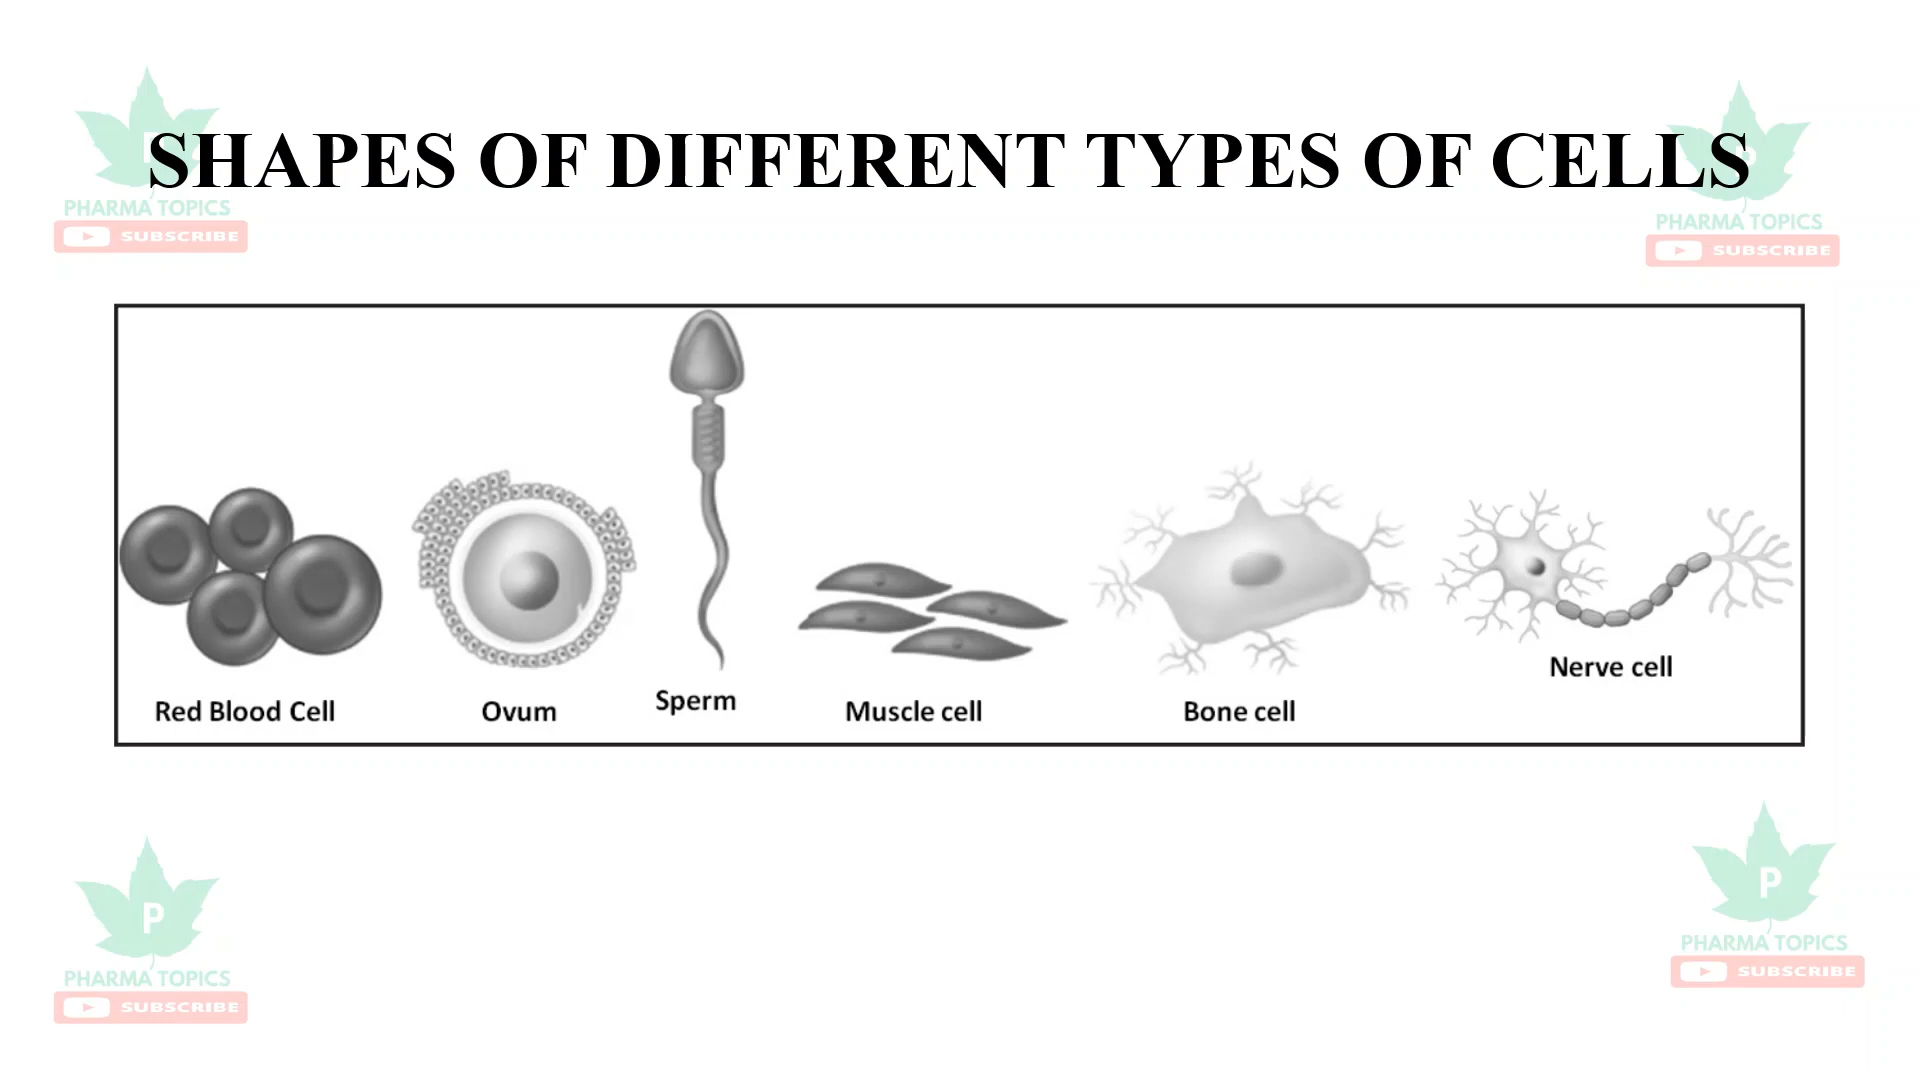 SHAPES OF DIFFERENT TYPES OF CELLS
PHARMA TOPICS
SUBSCRIBE
PHARMA TOPICS
SUBSCRIBE
Red Blood Cell
Ovum
Sperm
Muscle cell
Bone cell
Nerve cell
P
PHARMA TOPICS
SUBSCRIBE
P
PHARMA TOPICS
SUBSCRIBE